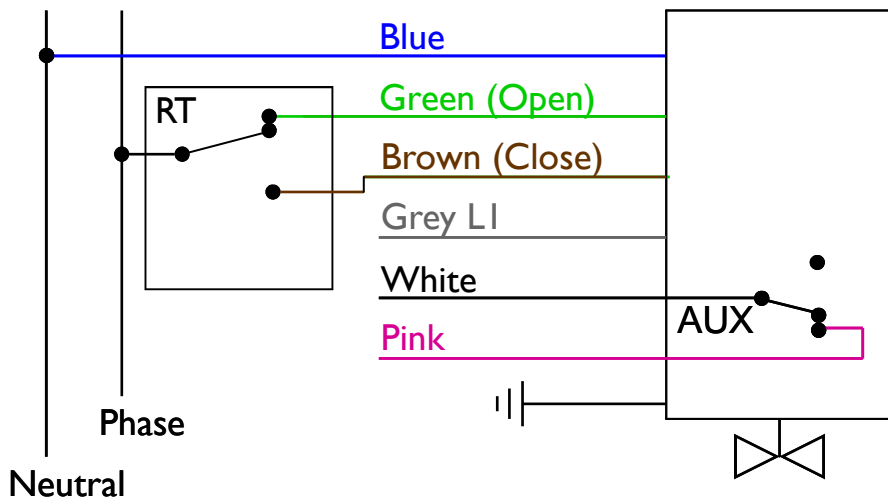 Blue
RT
Green (Open)
Brown (Close)
Grey L1
White
AUX
Pink
Phase
Neutral